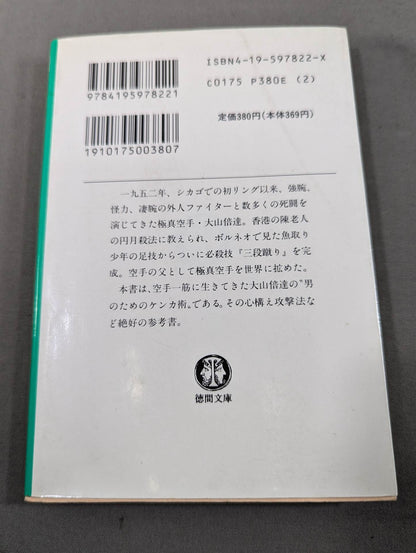 ISBN4-19-597822-X
C0175 P380E (2)
9784195978221
定価380円(本体369円)
1910175003807
一九五二年、シカゴでの初リング以来、強腕、
怪力、凄腕の外人ファイターと数多くの死闘を
演じてきた極真空手・大山倍達。香港の陳老人
の円月殺法に教えられ、ボルネオで見た魚取り
少年の足技からついに必殺技『三段蹴り』を完
成。空手の父として極真空手を世界に拡めた。
本書は、空手一筋に生きてきた大山倍達の“男
のためのケンカ術”である。その心構え攻撃法な
ど絶好の参考書。
徳間文庫